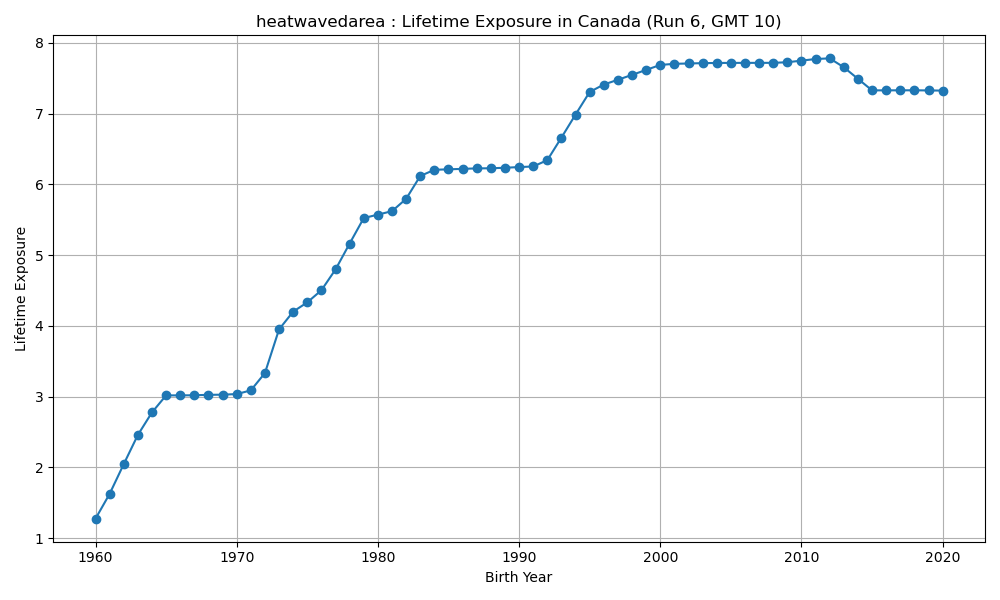 heatwavedarea : Lifetime Exposure in Canada (Run 6, GMT 10)
8
7
6
5
4
3
2
1
Lifetime Exposure
1960 1970 1980 1990 2000 2010 2020
Birth Year